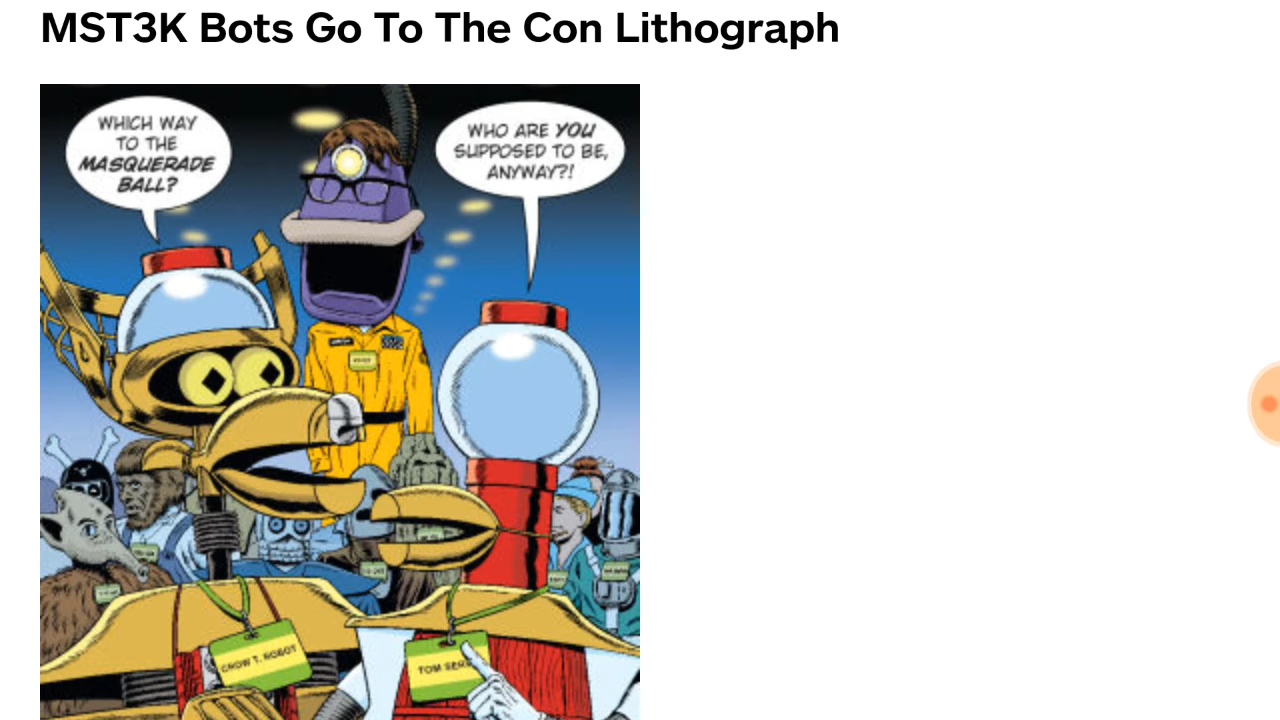 MST3K Bots Go To The Con Lithograph
WHICH WAY
TO THE
MASQUERADE
BALL?
WHO ARE YOU
SUPPOSED TO BE,
ANYWAY?!
CROW T. ROBOT
TOM